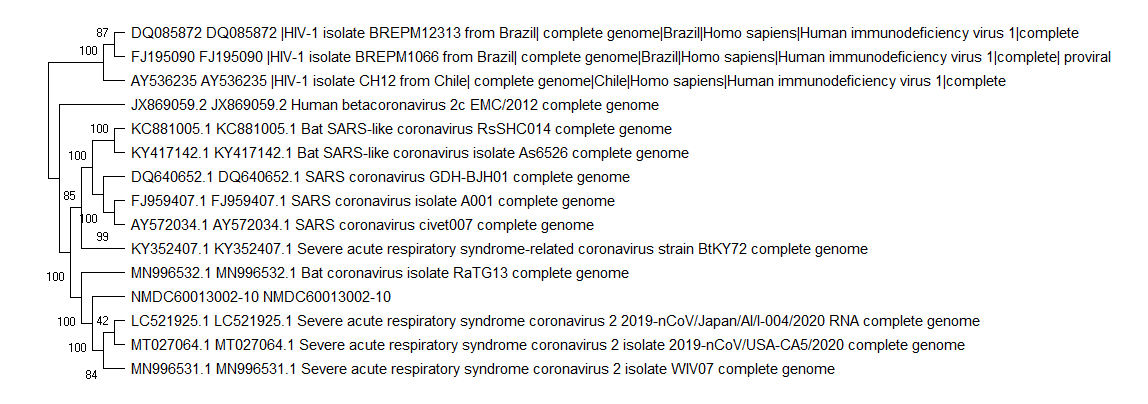 87
DQ085872 DQ085872 |HIV-1 isolate BREPM12313 from Brazil| complete genome|Brazil|Homo sapiens|Human immunodeficiency virus 1|complete
100
FJ195090 FJ195090 |HIV-1 isolate BREPM1066 from Brazil| complete genome|Brazil|Homo sapiens|Human immunodeficiency virus 1|complete| proviral
AY536235 AY536235 |HIV-1 isolate CH12 from Chile| complete genome|Chile|Homo sapiens|Human immunodeficiency virus 1|complete
JX869059.2 JX869059.2 Human betacoronavirus 2c EMC/2012 complete genome
100
KC881005.1 KC881005.1 Bat SARS-like coronavirus RsSHC014 complete genome
100
KY417142.1 KY417142.1 Bat SARS-like coronavirus isolate As6526 complete genome
DQ640652.1 DQ640652.1 SARS coronavirus GDH-BJH01 complete genome
85
FJ959407.1 FJ959407.1 SARS coronavirus isolate A001 complete genome
100
AY572034.1 AY572034.1 SARS coronavirus civet007 complete genome
99
KY352407.1 KY352407.1 Severe acute respiratory syndrome-related coronavirus strain BtKY72 complete genome
100
MN996532.1 MN996532.1 Bat coronavirus isolate RaTG13 complete genome
NMDC60013002-10 NMDC60013002-10
100
42
LC521925.1 LC521925.1 Severe acute respiratory syndrome coronavirus 2 2019-nCoV/Japan/AI/I-004/2020 RNA complete genome
100
MT027064.1 MT027064.1 Severe acute respiratory syndrome coronavirus 2 isolate 2019-nCoV/USA-CA5/2020 complete genome
84
MN996531.1 MN996531.1 Severe acute respiratory syndrome coronavirus 2 isolate WIV07 complete genome